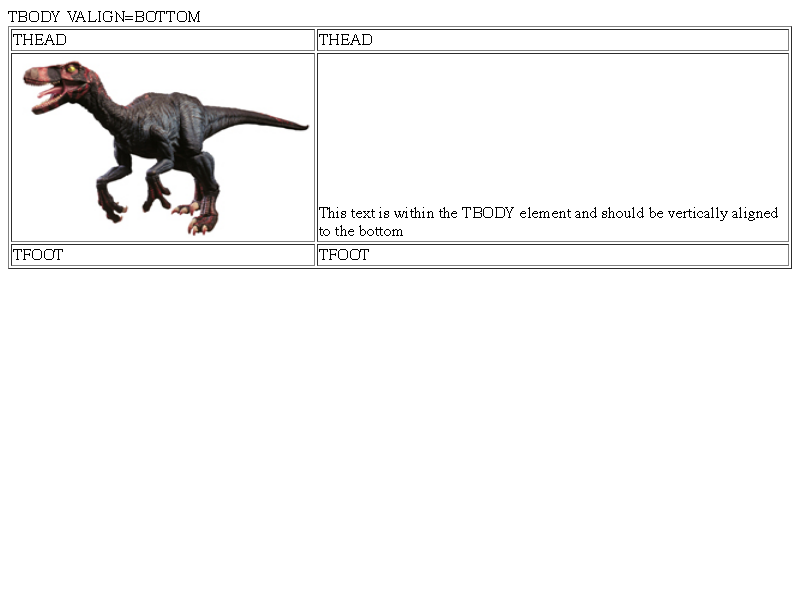 TBODY VALIGN=BOTTOM
THEAD THEAD
This text is within the TBODY element and should be vertically aligned
to the bottom
TFOOT TFOOT